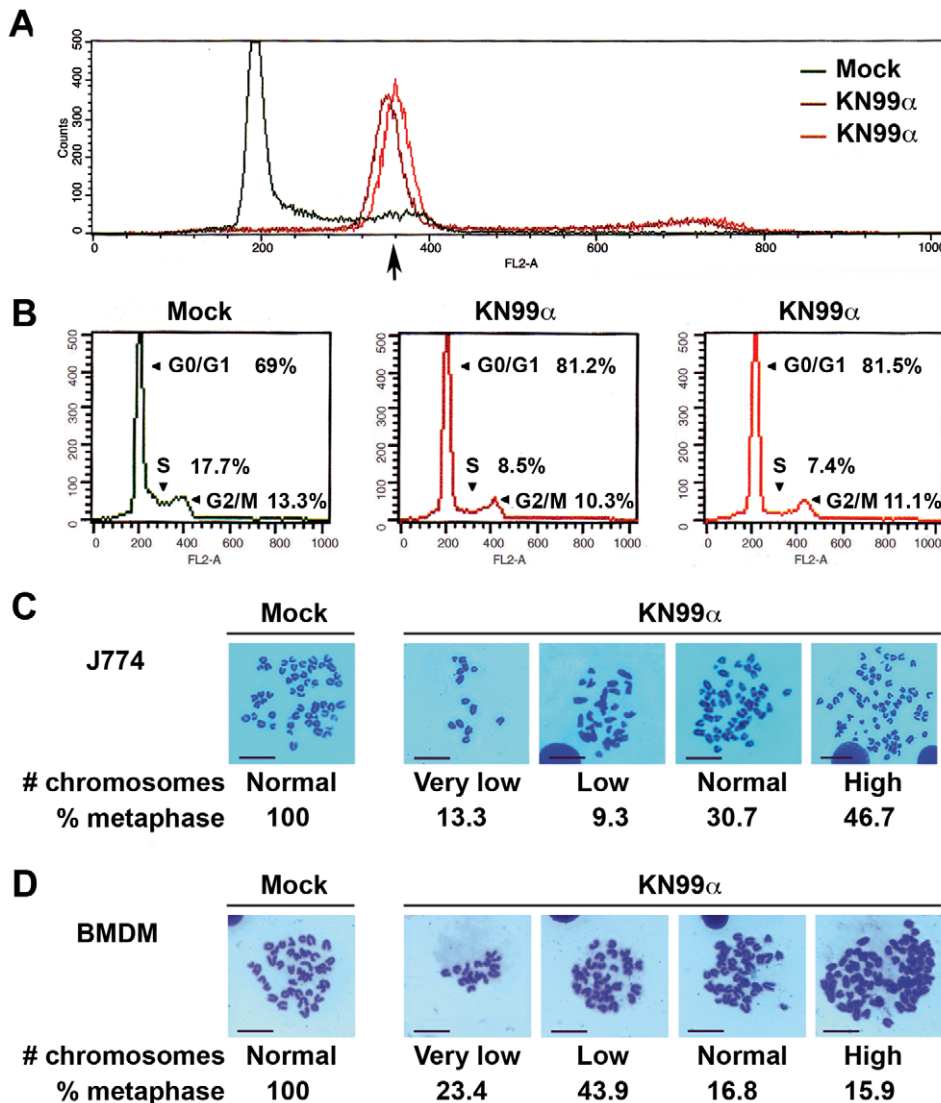 A
500
400
300
200
100
0
Counts
0 200 400 600 800 1000
FL2-A
Mock
KN99α
KN99α
B
Mock KN99α KN99α
500
400
300
200
100
0
G0/G1 69%
S 17.7%
G2/M 13.3%
0 200 400 600 800 1000
FL2-A
500
400
300
200
100
0
G0/G1 81.2%
S 8.5%
G2/M 10.3%
0 200 400 600 800 1000
FL2-A
500
400
300
200
100
0
G0/G1 81.5%
S 7.4%
G2/M 11.1%
0 200 400 600 800 1000
FL2-A
C
Mock KN99α
J774
# chromosomes Normal Very low Low Normal High
% metaphase 100 13.3 9.3 30.7 46.7
D
Mock KN99α
BMDM
# chromosomes Normal Very low Low Normal High
% metaphase 100 23.4 43.9 16.8 15.9